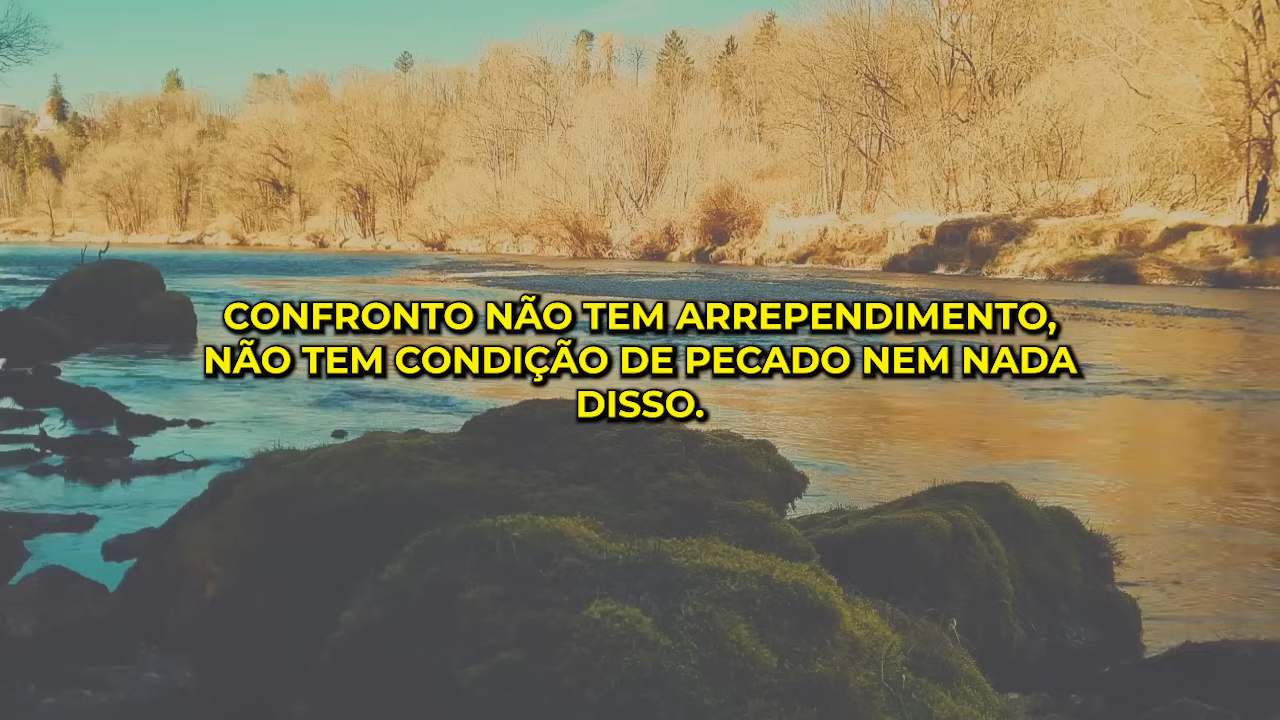 CONFRONTO NÃO TEM ARREPENDIMENTO,
NÃO TEM CONDIÇÃO DE PECADO NEM NADA
DISSO.